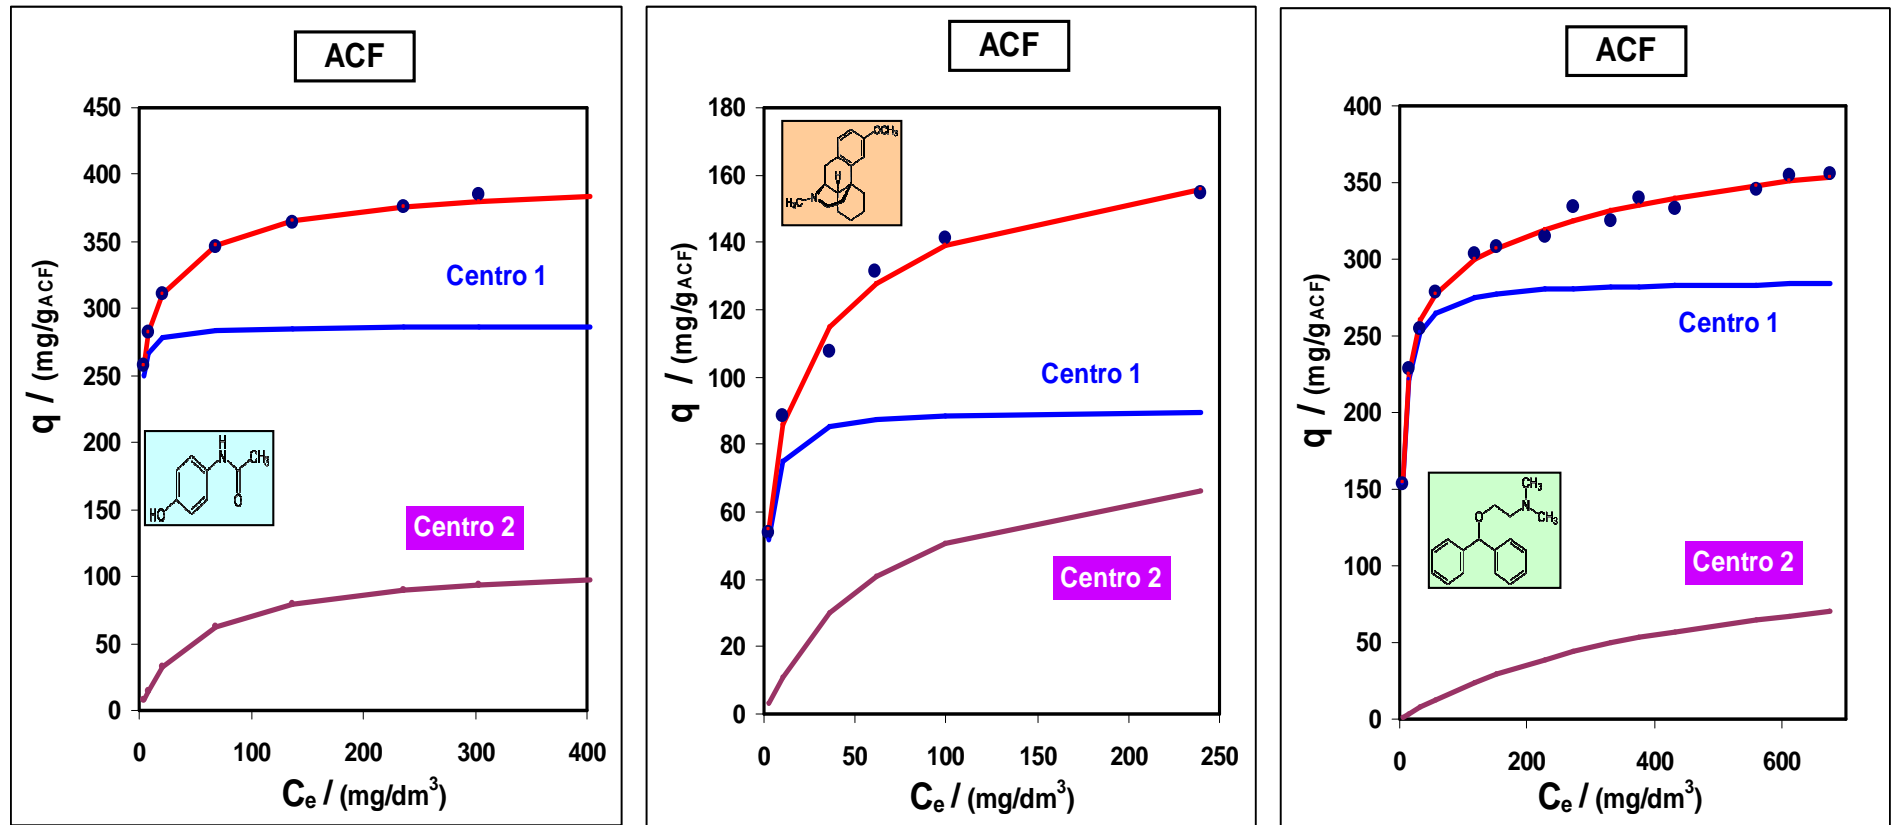 ACF
450
400
350
300
250
200
150
100
50
0
0 100 200 300 400
q / (mg/gACF)
Ce / (mg/dm3)
Centro 1
Centro 2
H
N
CH3
O
HO
ACF
180
160
140
120
100
80
60
40
20
0
0 50 100 150 200 250
q / (mg/gACF)
Ce / (mg/dm3)
OCH3
H
H3C N
Centro 1
Centro 2
ACF
400
350
300
250
200
150
100
50
0
0 200 400 600
q / (mg/gACF)
Ce / (mg/dm3)
Centro 1
CH3
O N
CH3
Centro 2